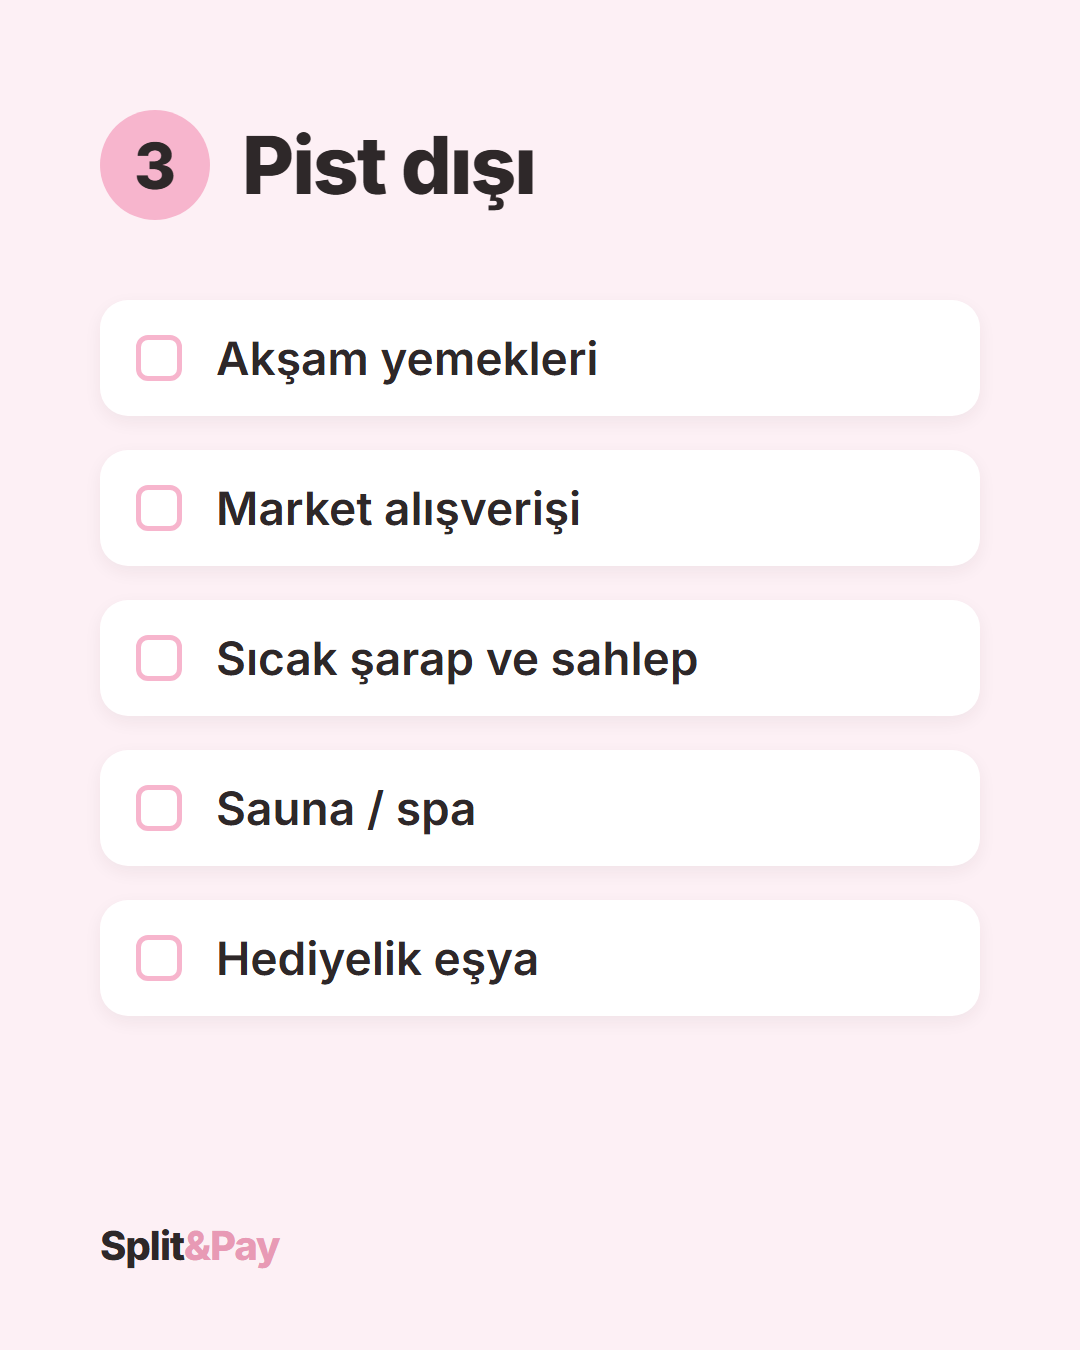 3 Pist dışı
Akşam yemekleri
Market alışverişi
Sıcak şarap ve sahlep
Sauna / spa
Hediyelik eşya
Split&Pay